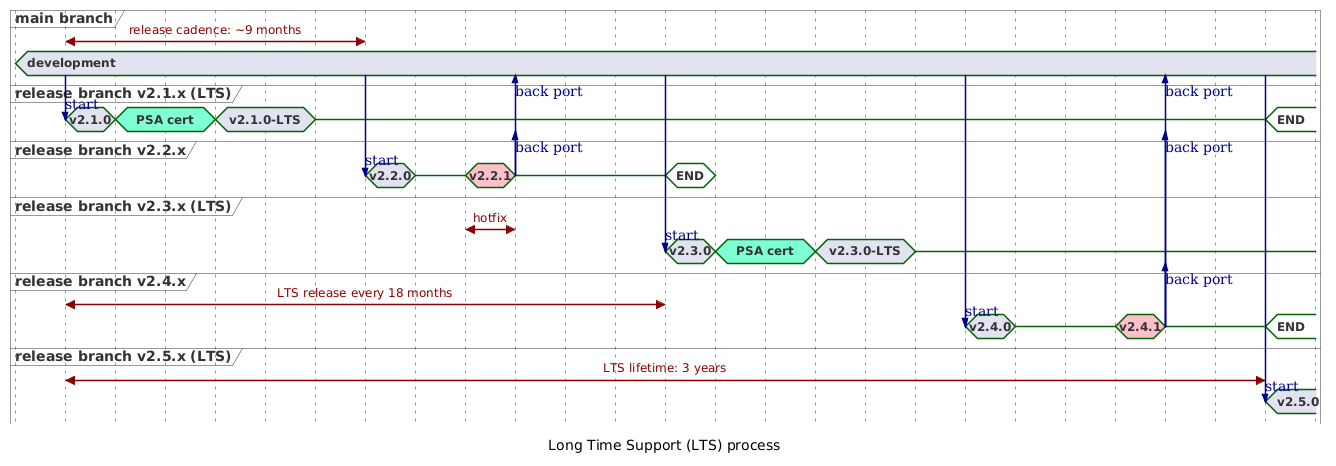 main branch
release cadence: ~9 months
development
release branch v2.1.x (LTS)
back port
back port
start
v2.1.0
PSA cert
v2.1.0-LTS
END
release branch v2.2.x
back port
back port
start
v2.2.0
v2.2.1
END
release branch v2.3.x (LTS)
hotfix
start
v2.3.0
PSA cert
v2.3.0-LTS
release branch v2.4.x
back port
LTS release every 18 months
start
v2.4.0
v2.4.1
END
release branch v2.5.x (LTS)
LTS lifetime: 3 years
start
v2.5.0
Long Time Support (LTS) process